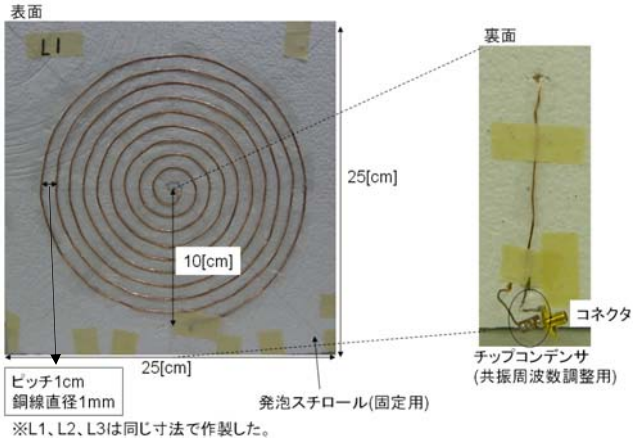 表面
L1
25[cm]
10[cm]
25[cm]
ピッチ1cm
銅線直径1mm
発泡スチロール(固定用)
※L1、L2、L3は同じ寸法で作製した。
裏面
コネクタ
チップコンデンサ
(共振周波数調整用)